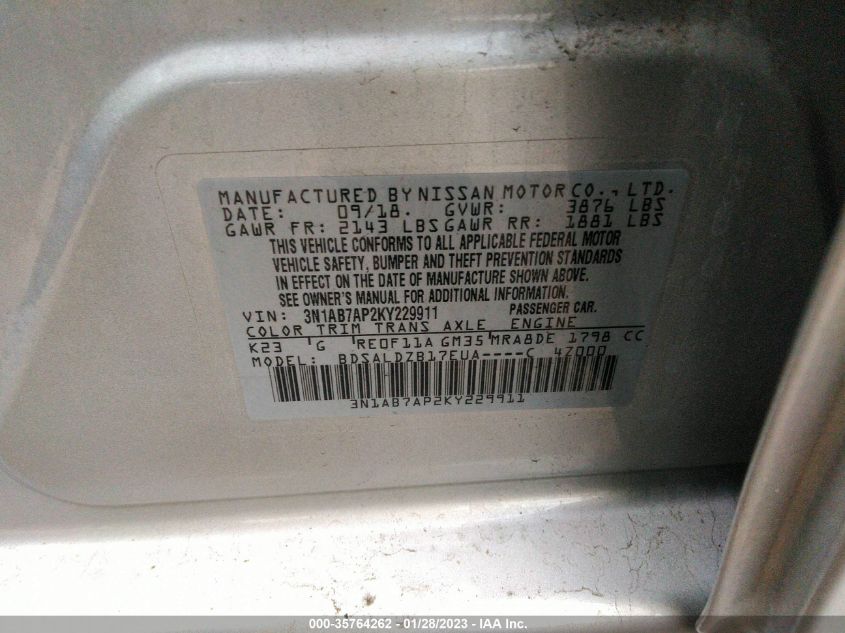 MANUFACTURED BY NISSAN MOTOR CO., LTD.
DATE: 09/18. GVWR: 3876 LBS
GAWR FR: 2143 LBS GAWR RR: 1881 LBS
THIS VEHICLE CONFORMS TO ALL APPLICABLE FEDERAL MOTOR
VEHICLE SAFETY, BUMPER AND THEFT PREVENTION STANDARDS
IN EFFECT ON THE DATE OF MANUFACTURE SHOWN ABOVE.
SEE OWNER'S MANUAL FOR ADDITIONAL INFORMATION.
VIN: 3N1AB7AP2KY229911 PASSENGER CAR.
COLOR TRIM TRANS AXLE ENGINE
K23 G RE0F11A GM35 MRA8DE 1798 CC
MODEL: BDSALDZB17EUA----C 4Z000
3N1AB7AP2KY229911
000-35764262 - 01/28/2023 - IAA Inc.